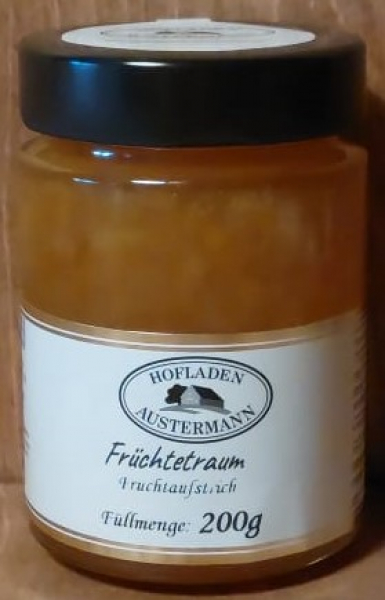 HOFLADEN
AUSTERMANN
Früchtetraum
Fruchtaufstrich
Füllmenge: 200g